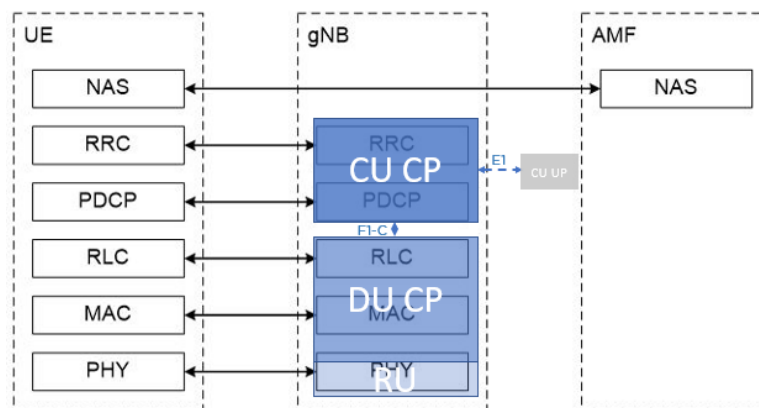 UE
gNB
AMF
NAS
NAS
RRC
RRC
CU CP
E1
CU UP
PDCP
PDCP
F1-C
RLC
RLC
DU CP
MAC
MAC
PHY
PHY
RU